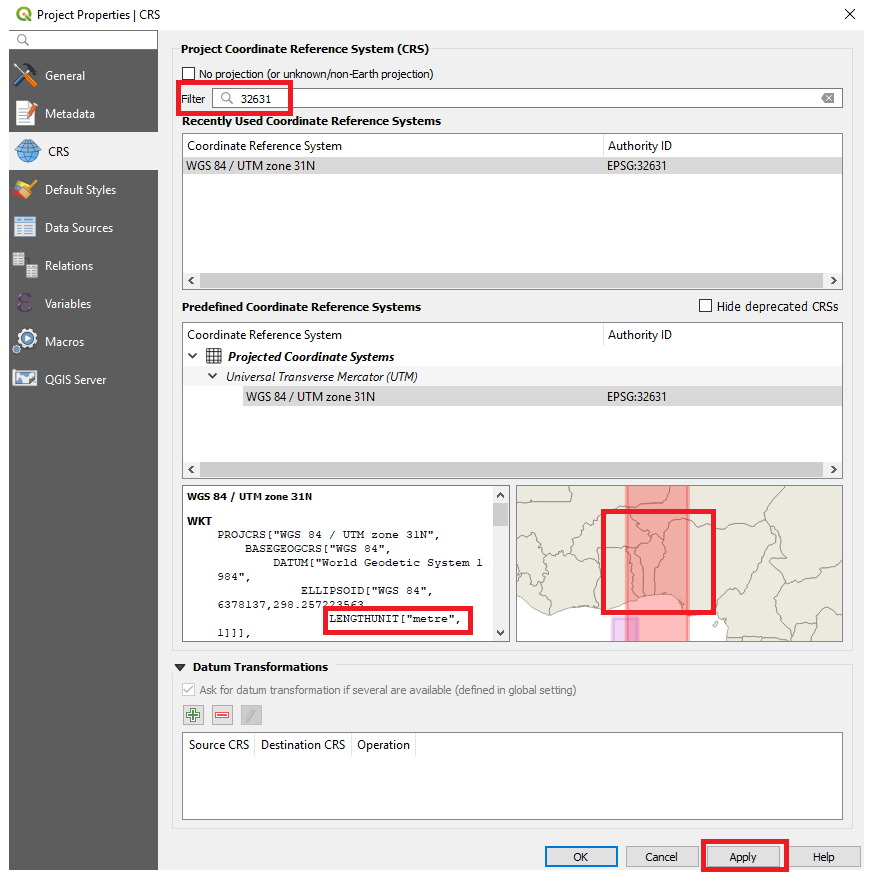 Project Properties | CRS
General
Metadata
CRS
Default Styles
Data Sources
Relations
Variables
Macros
QGIS Server
Project Coordinate Reference System (CRS)
No projection (or unknown/non-Earth projection)
Filter 32631
Recently Used Coordinate Reference Systems
Coordinate Reference System Authority ID
WGS 84 / UTM zone 31N EPSG:32631
Predefined Coordinate Reference Systems Hide deprecated CRSs
Coordinate Reference System Authority ID
Projected Coordinate Systems
Universal Transverse Mercator (UTM)
WGS 84 / UTM zone 31N EPSG:32631
WGS 84 / UTM zone 31N
WKT
PROJCRS["WGS 84 / UTM zone 31N",
BASEGEOGCRS["WGS 84",
DATUM["World Geodetic System 1
984",
ELLIPSOID["WGS 84",
6378137,298.257223563,
LENGTHUNIT["metre",
1]]],
Datum Transformations
Ask for datum transformation if several are available (defined in global setting)
Source CRS Destination CRS Operation
OK Cancel Apply Help